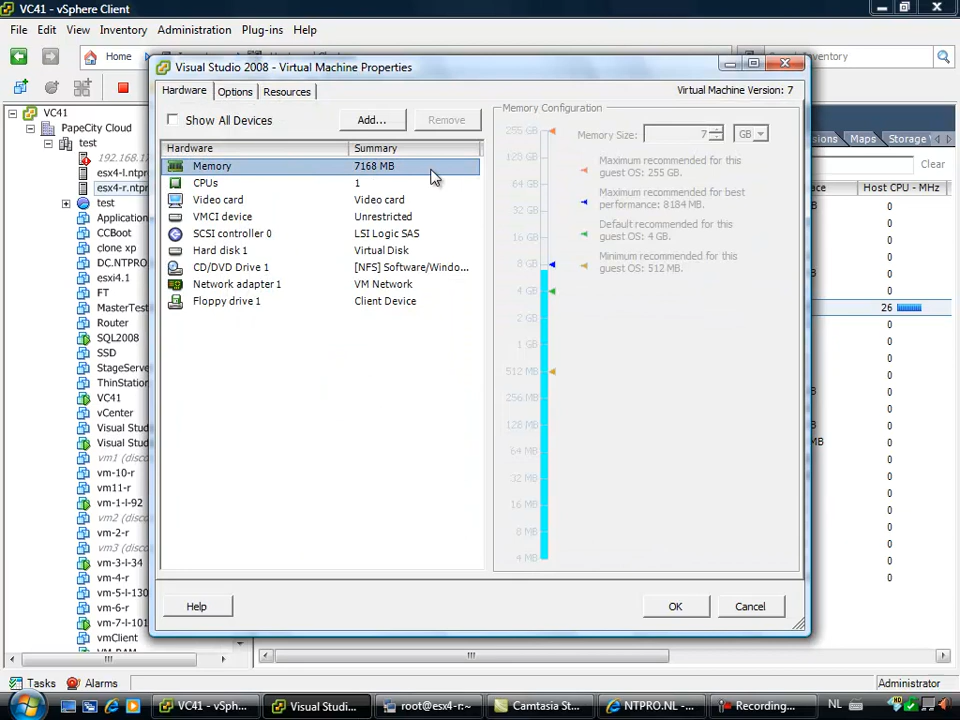 VC41 - vSphere Client
File Edit View Inventory Administration Plug-ins Help
Home
Inventory
Visual Studio 2008 - Virtual Machine Properties
Hardware Options Resources
Virtual Machine Version: 7
Show All Devices
Add...
Remove
Hardware Summary
Memory 7168 MB
CPUs 1
Video card Video card
VMCI device Unrestricted
SCSI controller 0 LSI Logic SAS
Hard disk 1 Virtual Disk
CD/DVD Drive 1 [NFS] Software/Windo...
Network adapter 1 VM Network
Floppy drive 1 Client Device
Memory Configuration
255 GB
128 GB
64 GB
32 GB
16 GB
8 GB
4 GB
2 GB
1 GB
512 MB
256 MB
128 MB
64 MB
32 MB
16 MB
8 MB
4 MB
Memory Size: 7 GB
Maximum recommended for this
guest OS: 255 GB.
Maximum recommended for best
performance: 8184 MB.
Default recommended for this
guest OS: 4 GB.
Minimum recommended for this
guest OS: 512 MB.
Help
OK
Cancel
VC41
PapeCity Cloud
test
192.168.1
esx4-l.ntpr
esx4-r.ntpr
test
Application
CCBoot
clone xp
DC.NTPRO
esxi4.1
FT
MasterTest
Router
SQL2008
SSD
StageServe
ThinStation
VC41
vCenter
Visual Studi
Visual Studi
vm1 (disco
vm10-r
vm11-r
vm-1-l-92
vm2 (disco
vm-2-r
vm3 (disco
vm-3-l-34
vm-4-r
vm-5-l-130
vm-6-r
vm-7-l-101
vmClient
Maps
Storage V
Clear
Host CPU - MHz
0
0
0
0
0
0
26
0
0
0
0
0
0
0
0
0
0
0
0
0
Tasks
Alarms
Administrator
VC41 - vSph...
Visual Studi...
root@esx4-r:~
Camtasia St...
NTPRO.NL - ...
Recording...
NL